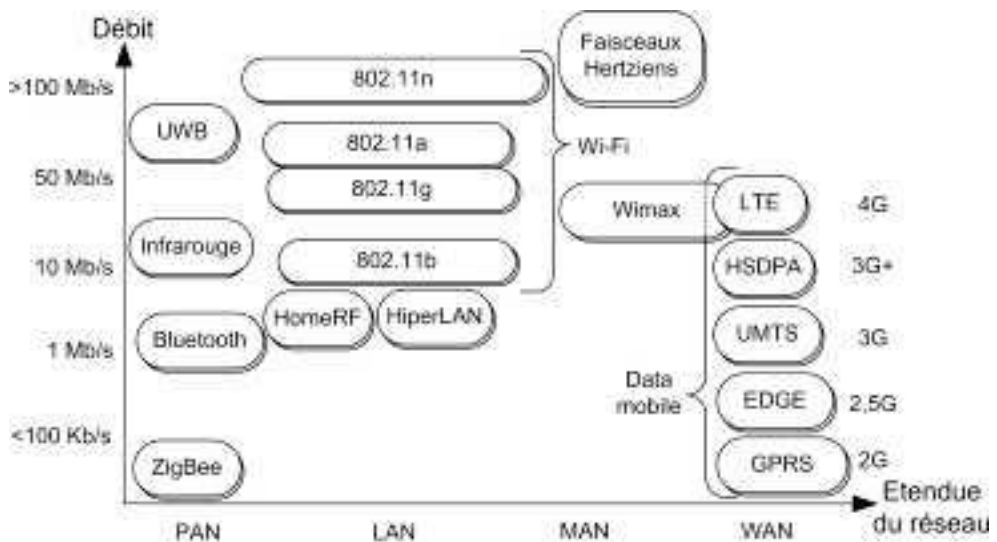 Débit
Faisceaux
Hertziens
802.11n
>100 Mb/s
UWB
802.11a
Wi-Fi
50 Mb/s
802.11g
Wimax
LTE
4G
Infrarouge
802.11b
10 Mb/s
HSDPA
3G+
HomeRF
HiperLAN
Bluetooth
1 Mb/s
UMTS
3G
Data
mobile
EDGE
2,5G
<100 Kb/s
ZigBee
GPRS
2G
Etendue
du réseau
PAN
LAN
MAN
WAN